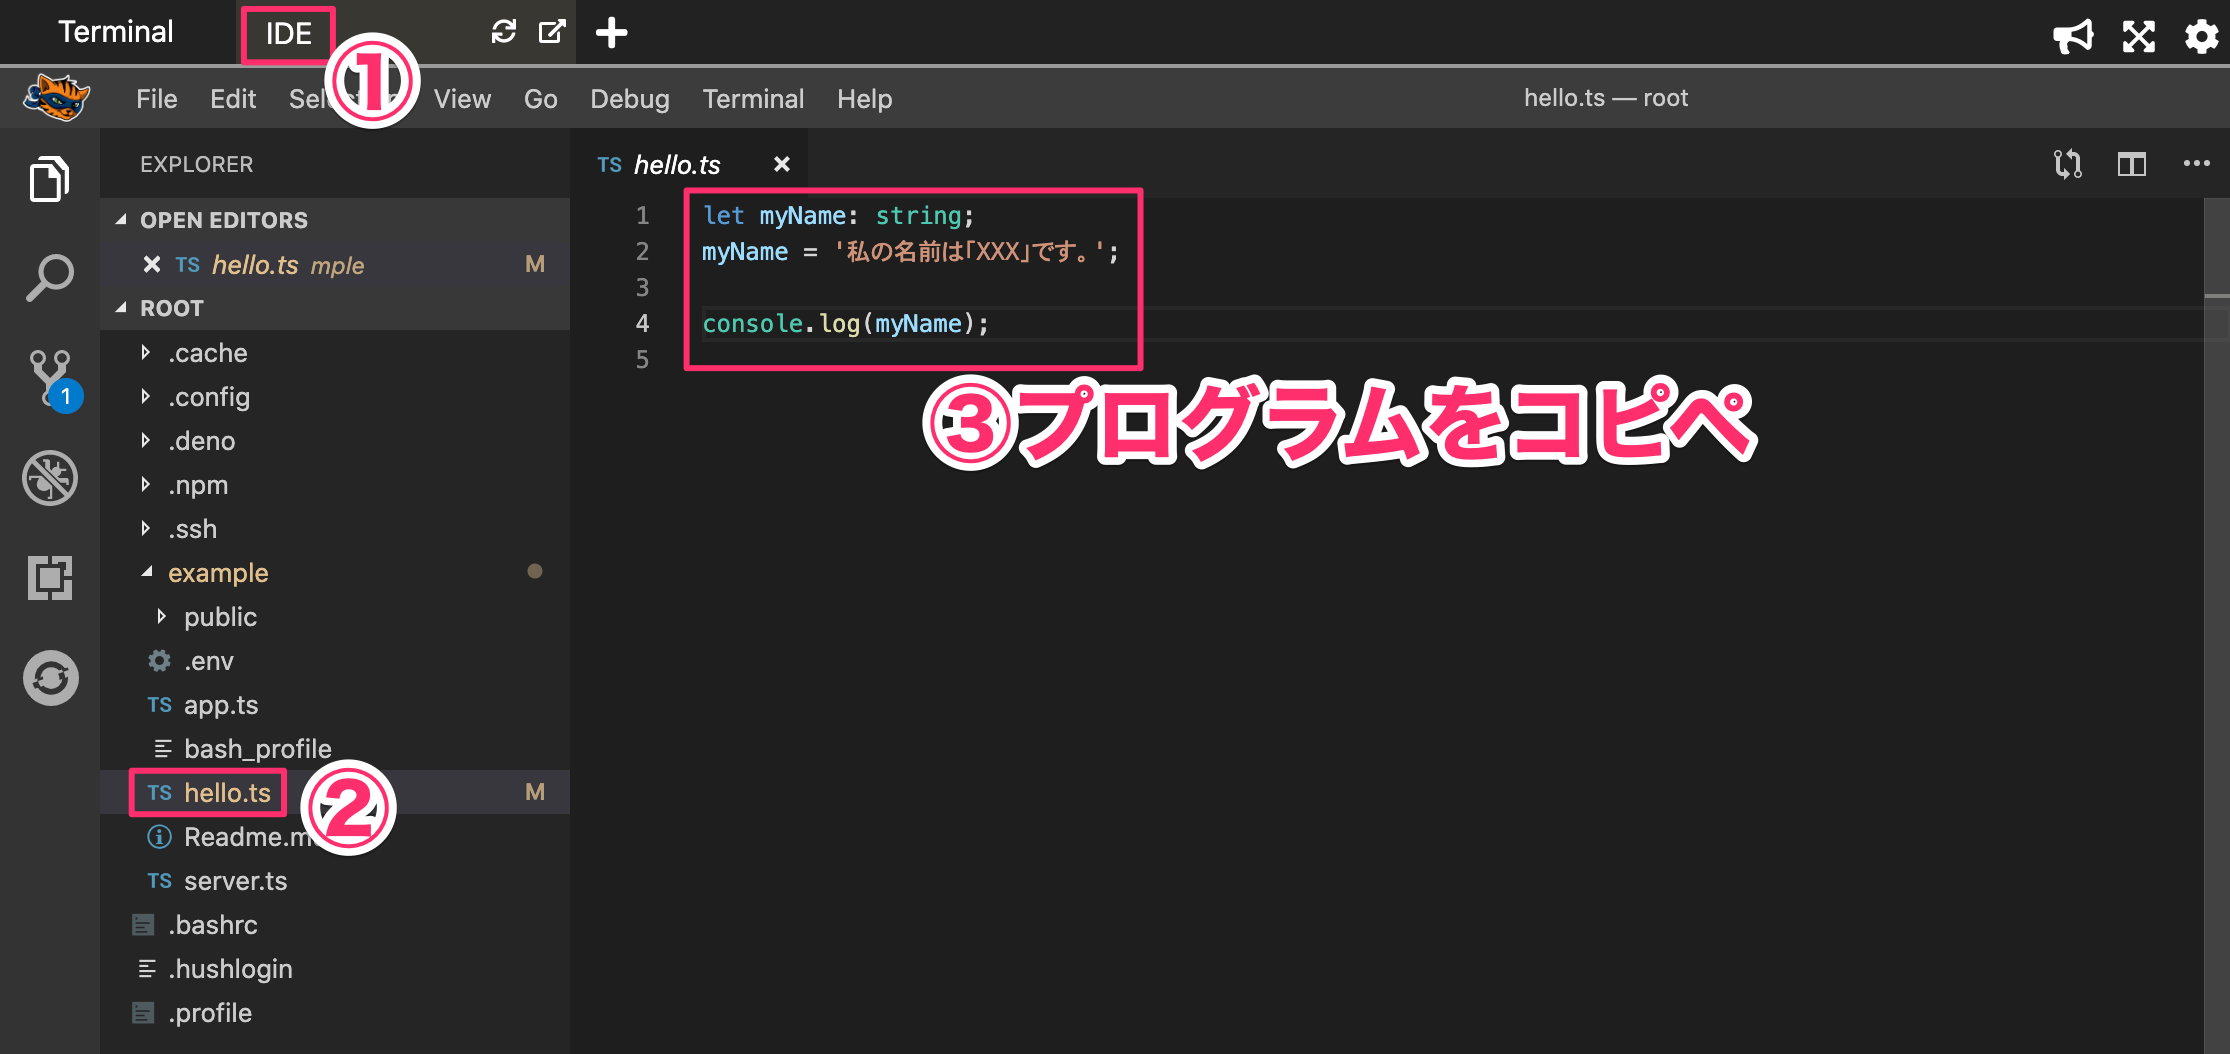 Terminal
IDE
①
File Edit View Go Debug Terminal Help
hello.ts — root
EXPLORER
OPEN EDITORS
TS hello.ts mple M
ROOT
.cache
.config
.deno
.npm
.ssh
example
public
.env
TS app.ts
bash_profile
TS hello.ts M
②
Readme.m
TS server.ts
.bashrc
.hushlogin
.profile
1
TS hello.ts
1 let myName: string;
2 myName = '私の名前は「XXX」です。';
3
4 console.log(myName);
5
③プログラムをコピペ